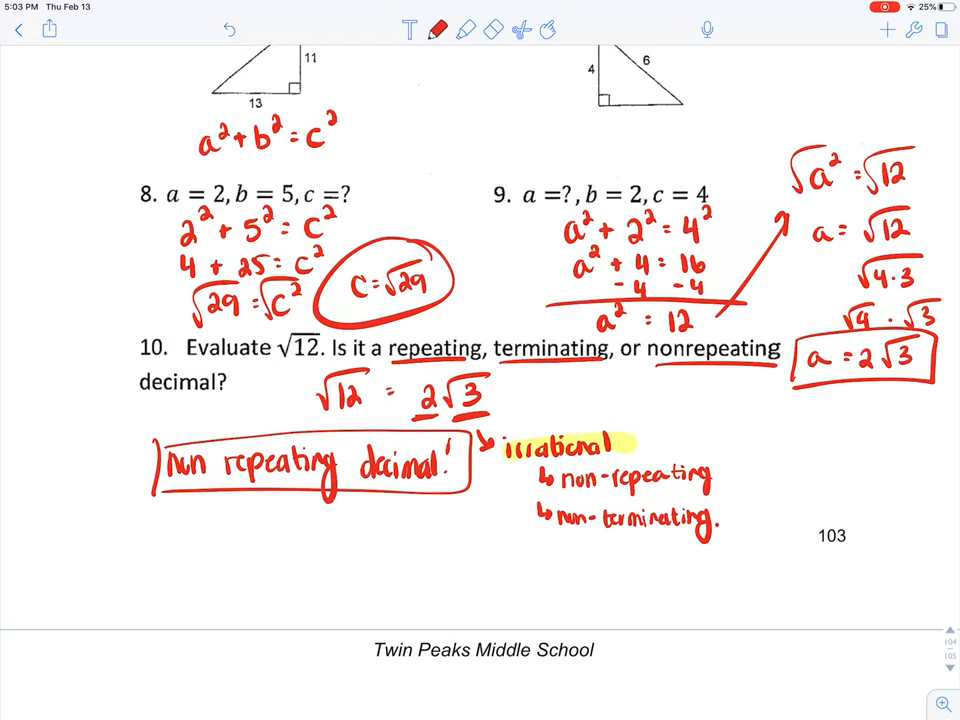 5:03 PM Thu Feb 13
25%
11
13
4
6
a² + b² = c²
8. a = 2, b = 5, c =?
2² + 5² = c²
4 + 25 = c²
√29 = √c²
c = √29
9. a =?, b = 2, c = 4
a² + 2² = 4²
a² + 4 = 16
- 4 - 4
a² = 12
√a² = √12
a = √12
√4·3
√4 · √3
a = 2√3
10. Evaluate √12. Is it a repeating, terminating, or nonrepeating
decimal?
√12 = 2√3
non repeating decimal!
irrational
↳ non-repeating
↳ non-terminating.
103
Twin Peaks Middle School
104
105